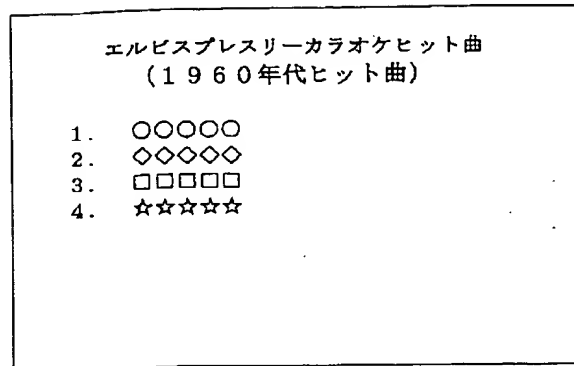 エルビスプレスリーカラオケヒット曲
(1960年代ヒット曲)
1. ○○○○○
2. ◇◇◇◇◇
3. □□□□□
4. ☆☆☆☆☆